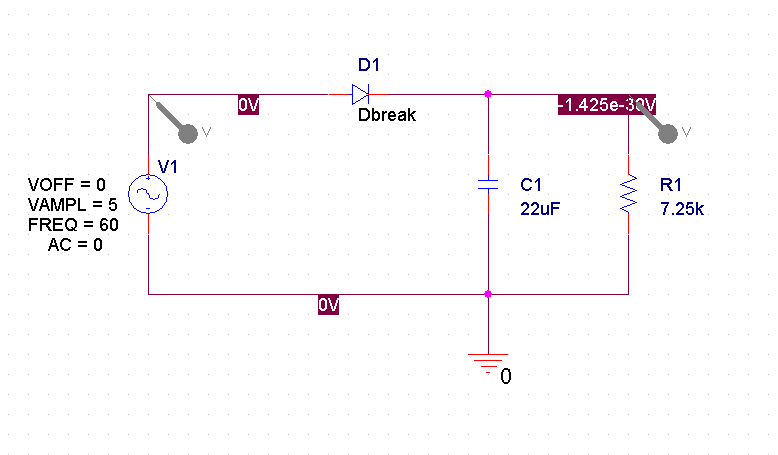 D1
0V
-1.425e-30V
Dbreak
V
V
V1
VOFF = 0
VAMPL = 5
FREQ = 60
AC = 0
C1
22uF
R1
7.25k
0V
0